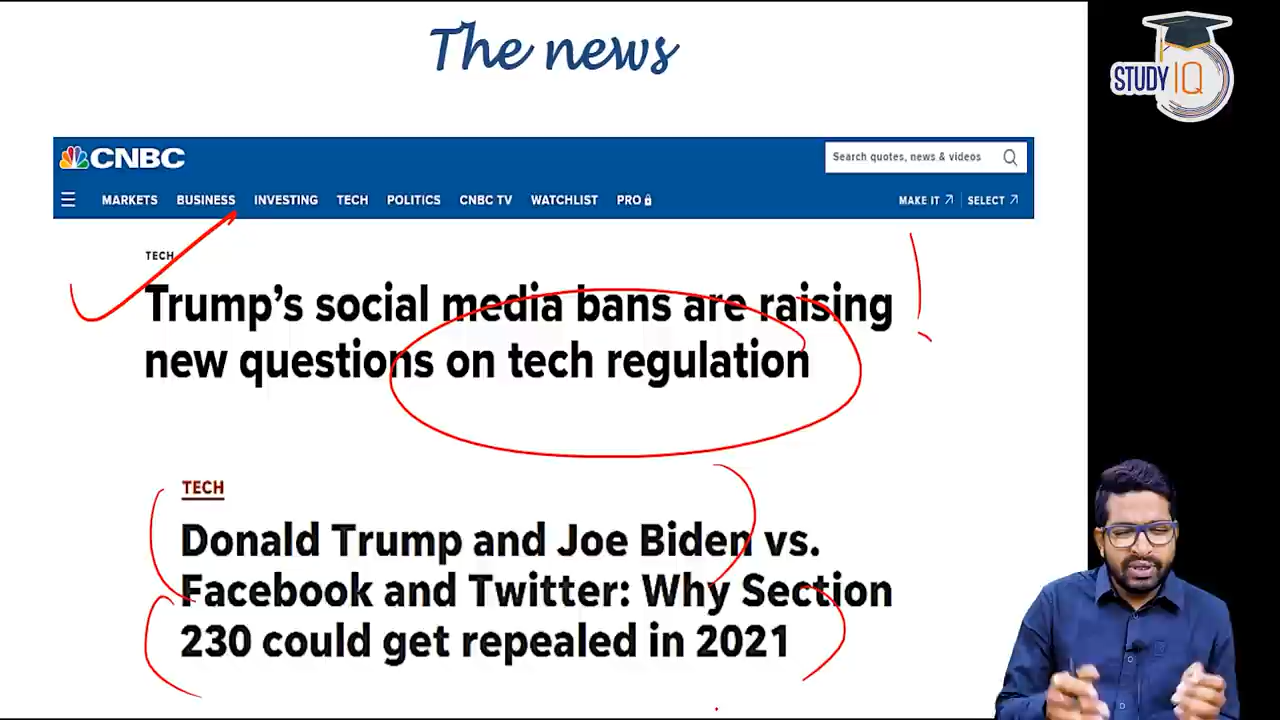 The news
STUDY IQ
CNBC
Search quotes, news & videos
MARKETS BUSINESS INVESTING TECH POLITICS CNBC TV WATCHLIST PRO MAKE IT SELECT
TECH
Trump's social media bans are raising
new questions on tech regulation
TECH
Donald Trump and Joe Biden vs.
Facebook and Twitter: Why Section
230 could get repealed in 2021